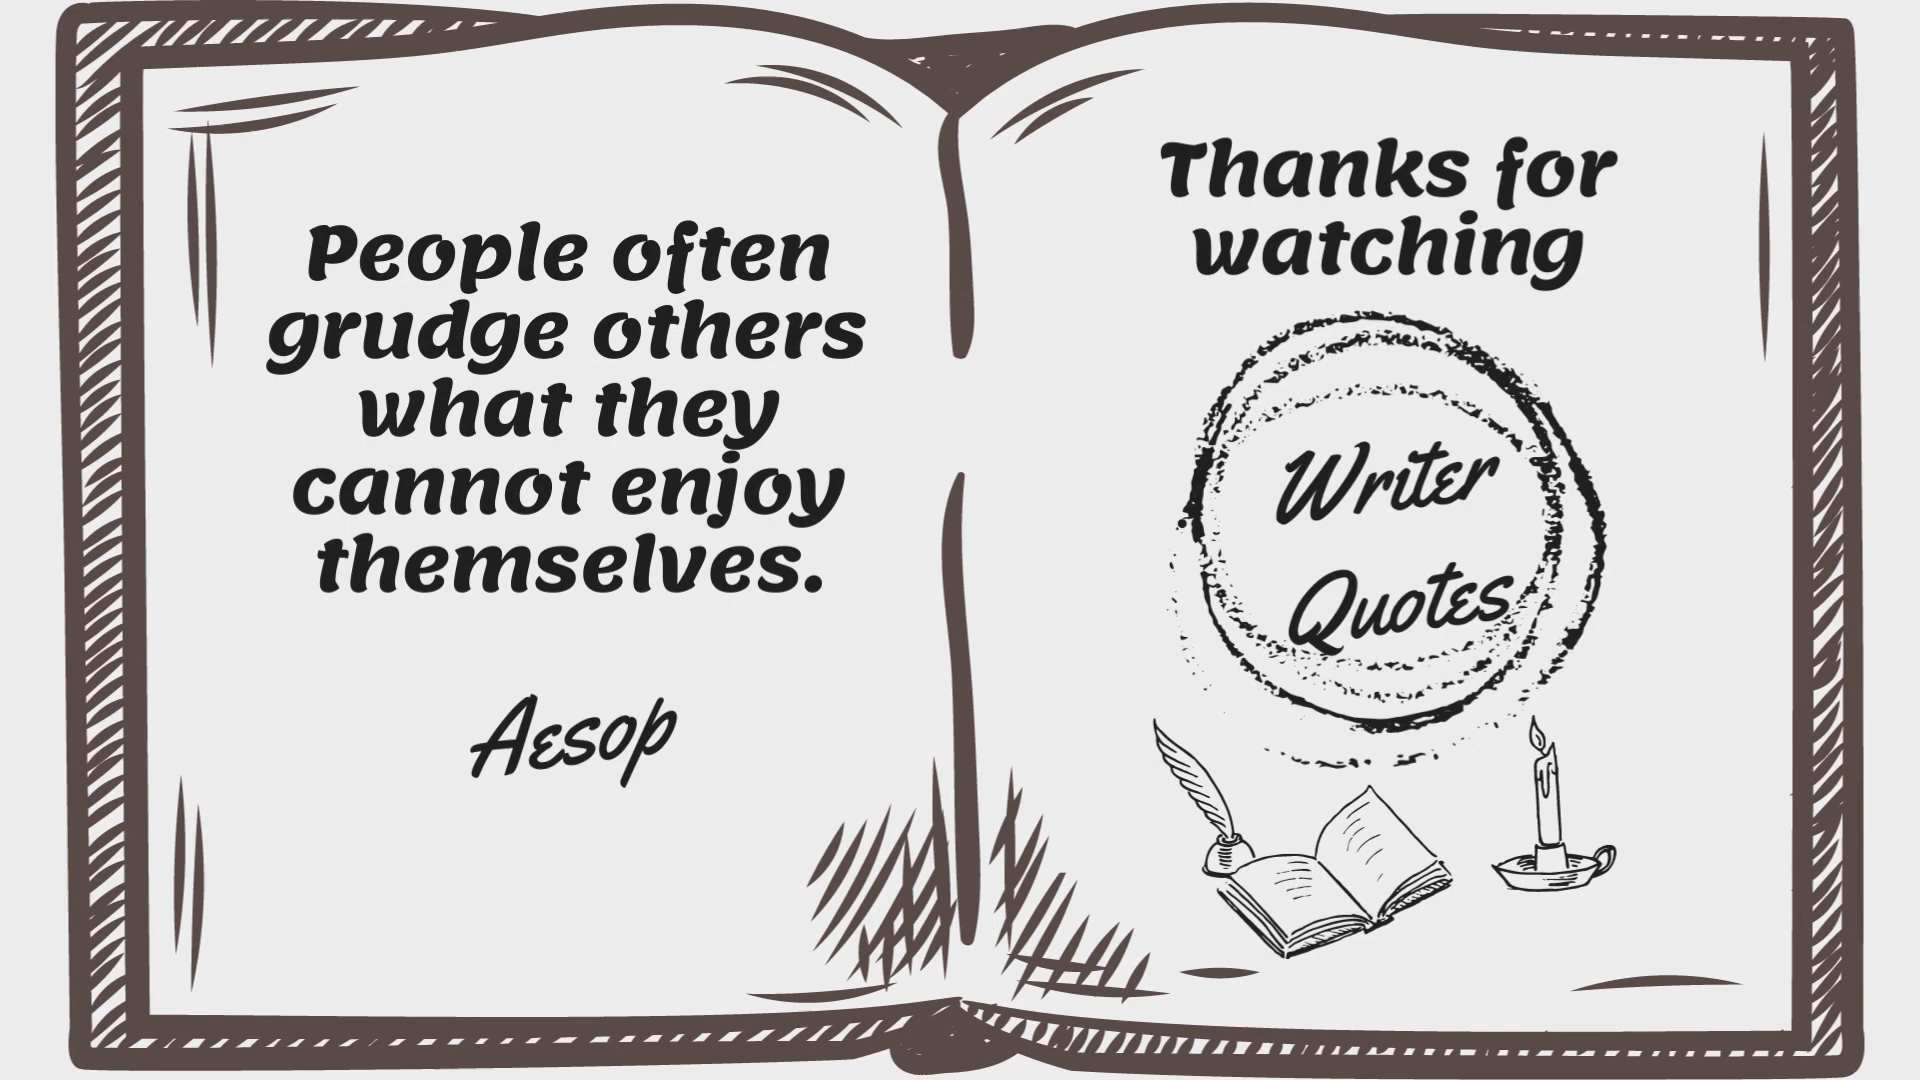 People often
grudge others
what they
cannot enjoy
themselves.
Aesop
Thanks for
watching
Writer
Quotes